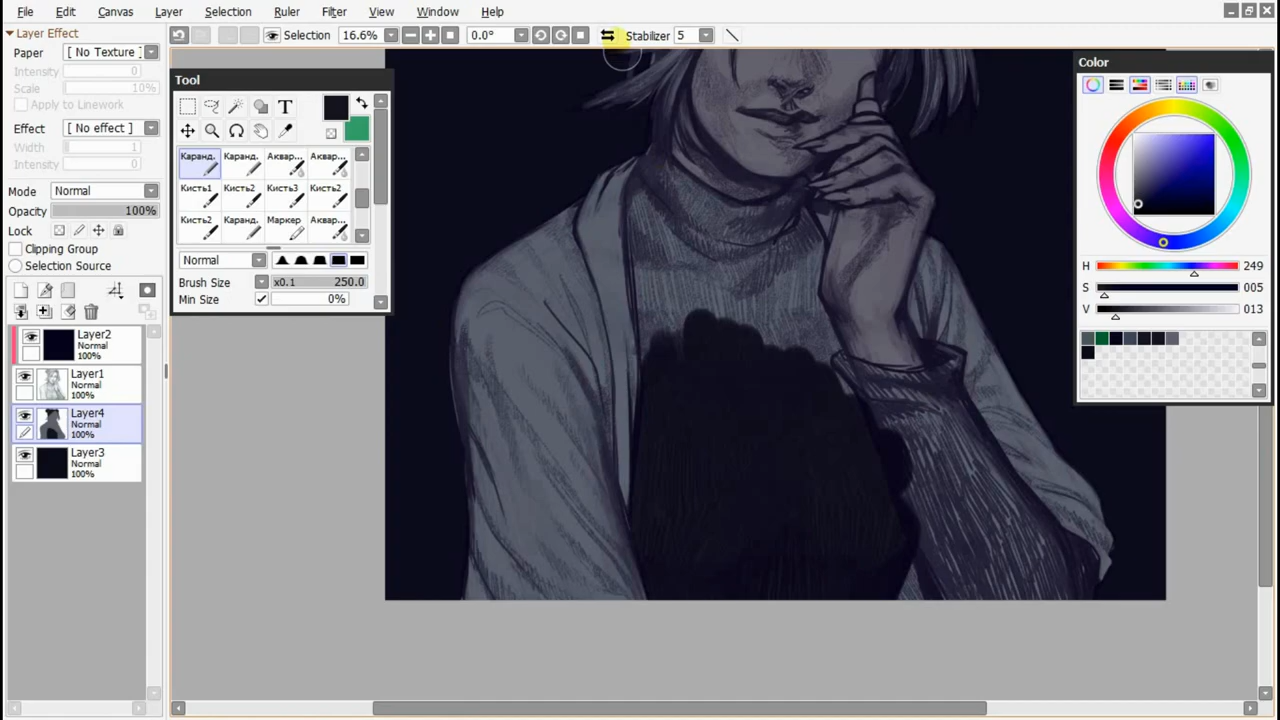 File Edit Canvas Layer Selection Ruler Filter View Window Help
Layer Effect
Paper [ No Texture ]
Intensity 0
Scale 10%
Apply to Linework
Effect [ No effect ]
Width 1
Intensity 0
Mode Normal
Opacity 100%
Lock
Clipping Group
Selection Source
Layer2
Normal
100%
Layer1
Normal
100%
Layer4
Normal
100%
Layer3
Normal
100%
Selection 16.6% 0.0° Stabilizer 5
Tool
T
Каранд. Каранд. Аквар... Аквар...
Кисть1 Кисть2 Кисть3 Кисть2
Кисть2 Каранд. Маркер Аквар...
Normal
Brush Size x0.1 250.0
Min Size 0%
Color
H 249
S 005
V 013